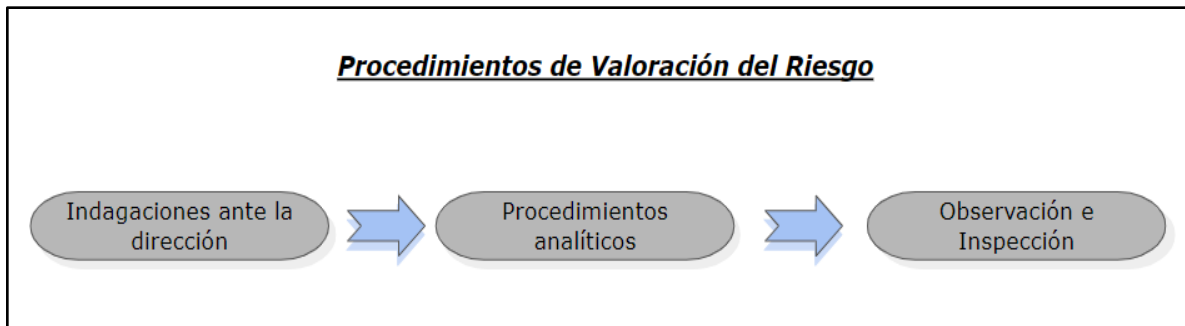 Procedimientos de Valoración del Riesgo
Indagaciones ante la
dirección
Procedimientos
analíticos
Observación e
Inspección